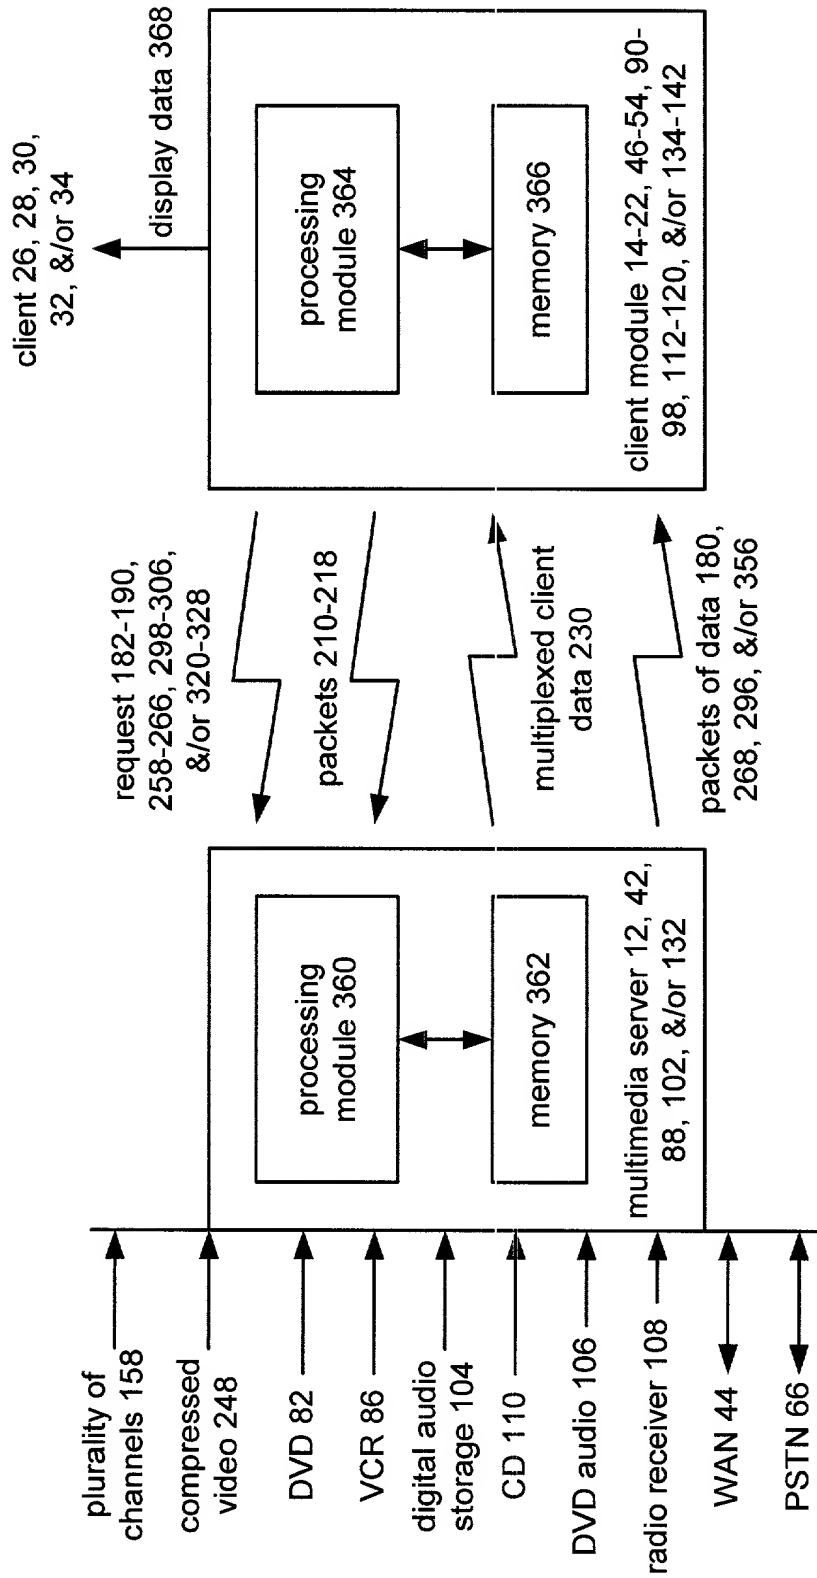 plurality of
channels 158
compressed
video 248
DVD 82
VCR 86
digital audio
storage 104
CD 110
DVD audio 106
radio receiver 108
WAN 44
PSTN 66
processing
module 360
memory 362
multimedia server 12, 42,
88, 102, &/or 132
request 182-190,
258-266, 298-306,
&/or 320-328
packets 210-218
multiplexed client
data 230
packets of data 180,
268, 296, &/or 356
client 26, 28, 30,
32, &/or 34
display data 368
processing
module 364
memory 366
client module 14-22, 46-54, 90-
98, 112-120, &/or 134-142